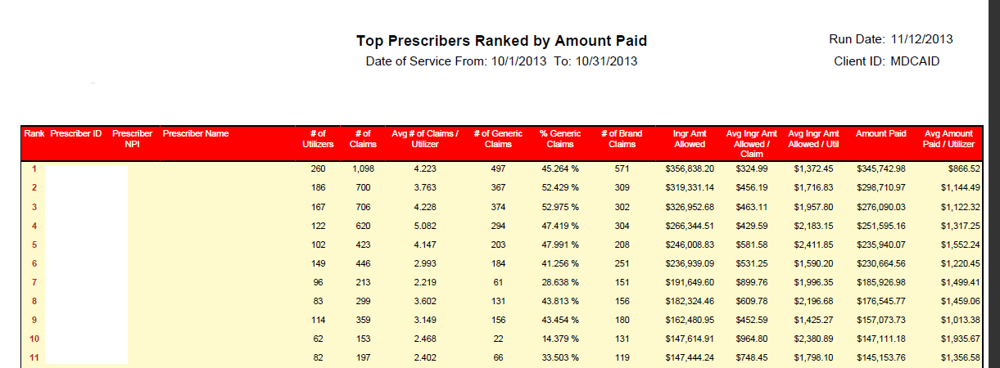 Top Prescribers Ranked by Amount Paid
Run Date: 11/12/2013
Date of Service From: 10/1/2013 To: 10/31/2013
Client ID: MDCAID
Rank Prescriber ID Prescriber NPI Prescriber Name # of Utilizers # of Claims Avg # of Claims / Utilizer # of Generic Claims % Generic Claims # of Brand Claims Ingr Amt Allowed Avg Ingr Amt Allowed / Claim Avg Ingr Amt Allowed / Util Amount Paid Avg Amount Paid / Utilizer
1 260 1,098 4.223 497 45.264 % 571 $356,838.20 $324.99 $1,372.45 $345,742.98 $866.52
2 186 700 3.763 367 52.429 % 309 $319,331.14 $456.19 $1,716.83 $298,710.97 $1,144.49
3 167 706 4.228 374 52.975 % 302 $326,952.68 $463.11 $1,957.80 $276,090.03 $1,122.32
4 122 620 5.082 294 47.419 % 304 $266,344.51 $429.59 $2,183.15 $251,595.16 $1,317.25
5 102 423 4.147 203 47.991 % 208 $246,008.83 $581.58 $2,411.85 $235,940.07 $1,552.24
6 149 446 2.993 184 41.256 % 251 $236,939.09 $531.25 $1,590.20 $230,664.56 $1,220.45
7 96 213 2.219 61 28.638 % 151 $191,649.60 $899.76 $1,996.35 $185,926.98 $1,499.41
8 83 299 3.602 131 43.813 % 156 $182,324.46 $609.78 $2,196.68 $176,545.77 $1,459.06
9 114 359 3.149 156 43.454 % 180 $162,480.95 $452.59 $1,425.27 $157,073.73 $1,013.38
10 62 153 2.468 22 14.379 % 131 $147,614.91 $964.80 $2,380.89 $147,111.18 $1,935.67
11 82 197 2.402 66 33.503 % 119 $147,444.24 $748.45 $1,798.10 $145,153.76 $1,356.58